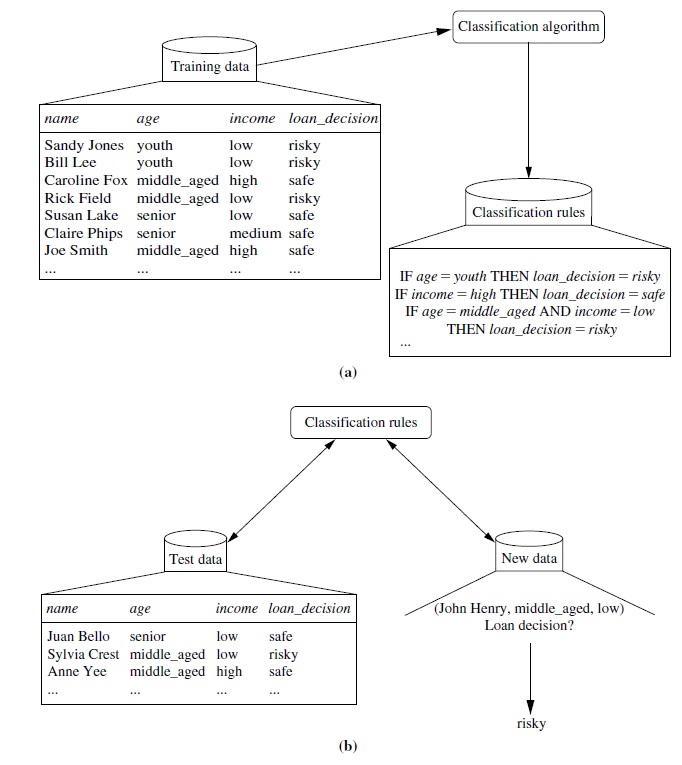 Classification algorithm
Training data
name age income loan_decision
Sandy Jones youth low risky
Bill Lee youth low risky
Caroline Fox middle_aged high safe
Rick Field middle_aged low risky
Susan Lake senior low safe
Claire Phips senior medium safe
Joe Smith middle_aged high safe
... ... ... ...
Classification rules
IF age = youth THEN loan_decision = risky
IF income = high THEN loan_decision = safe
IF age = middle_aged AND income = low
THEN loan_decision = risky
...
(a)
Classification rules
Test data
name age income loan_decision
Juan Bello senior low safe
Sylvia Crest middle_aged low risky
Anne Yee middle_aged high safe
... ... ... ...
New data
(John Henry, middle_aged, low)
Loan decision?
risky
(b)